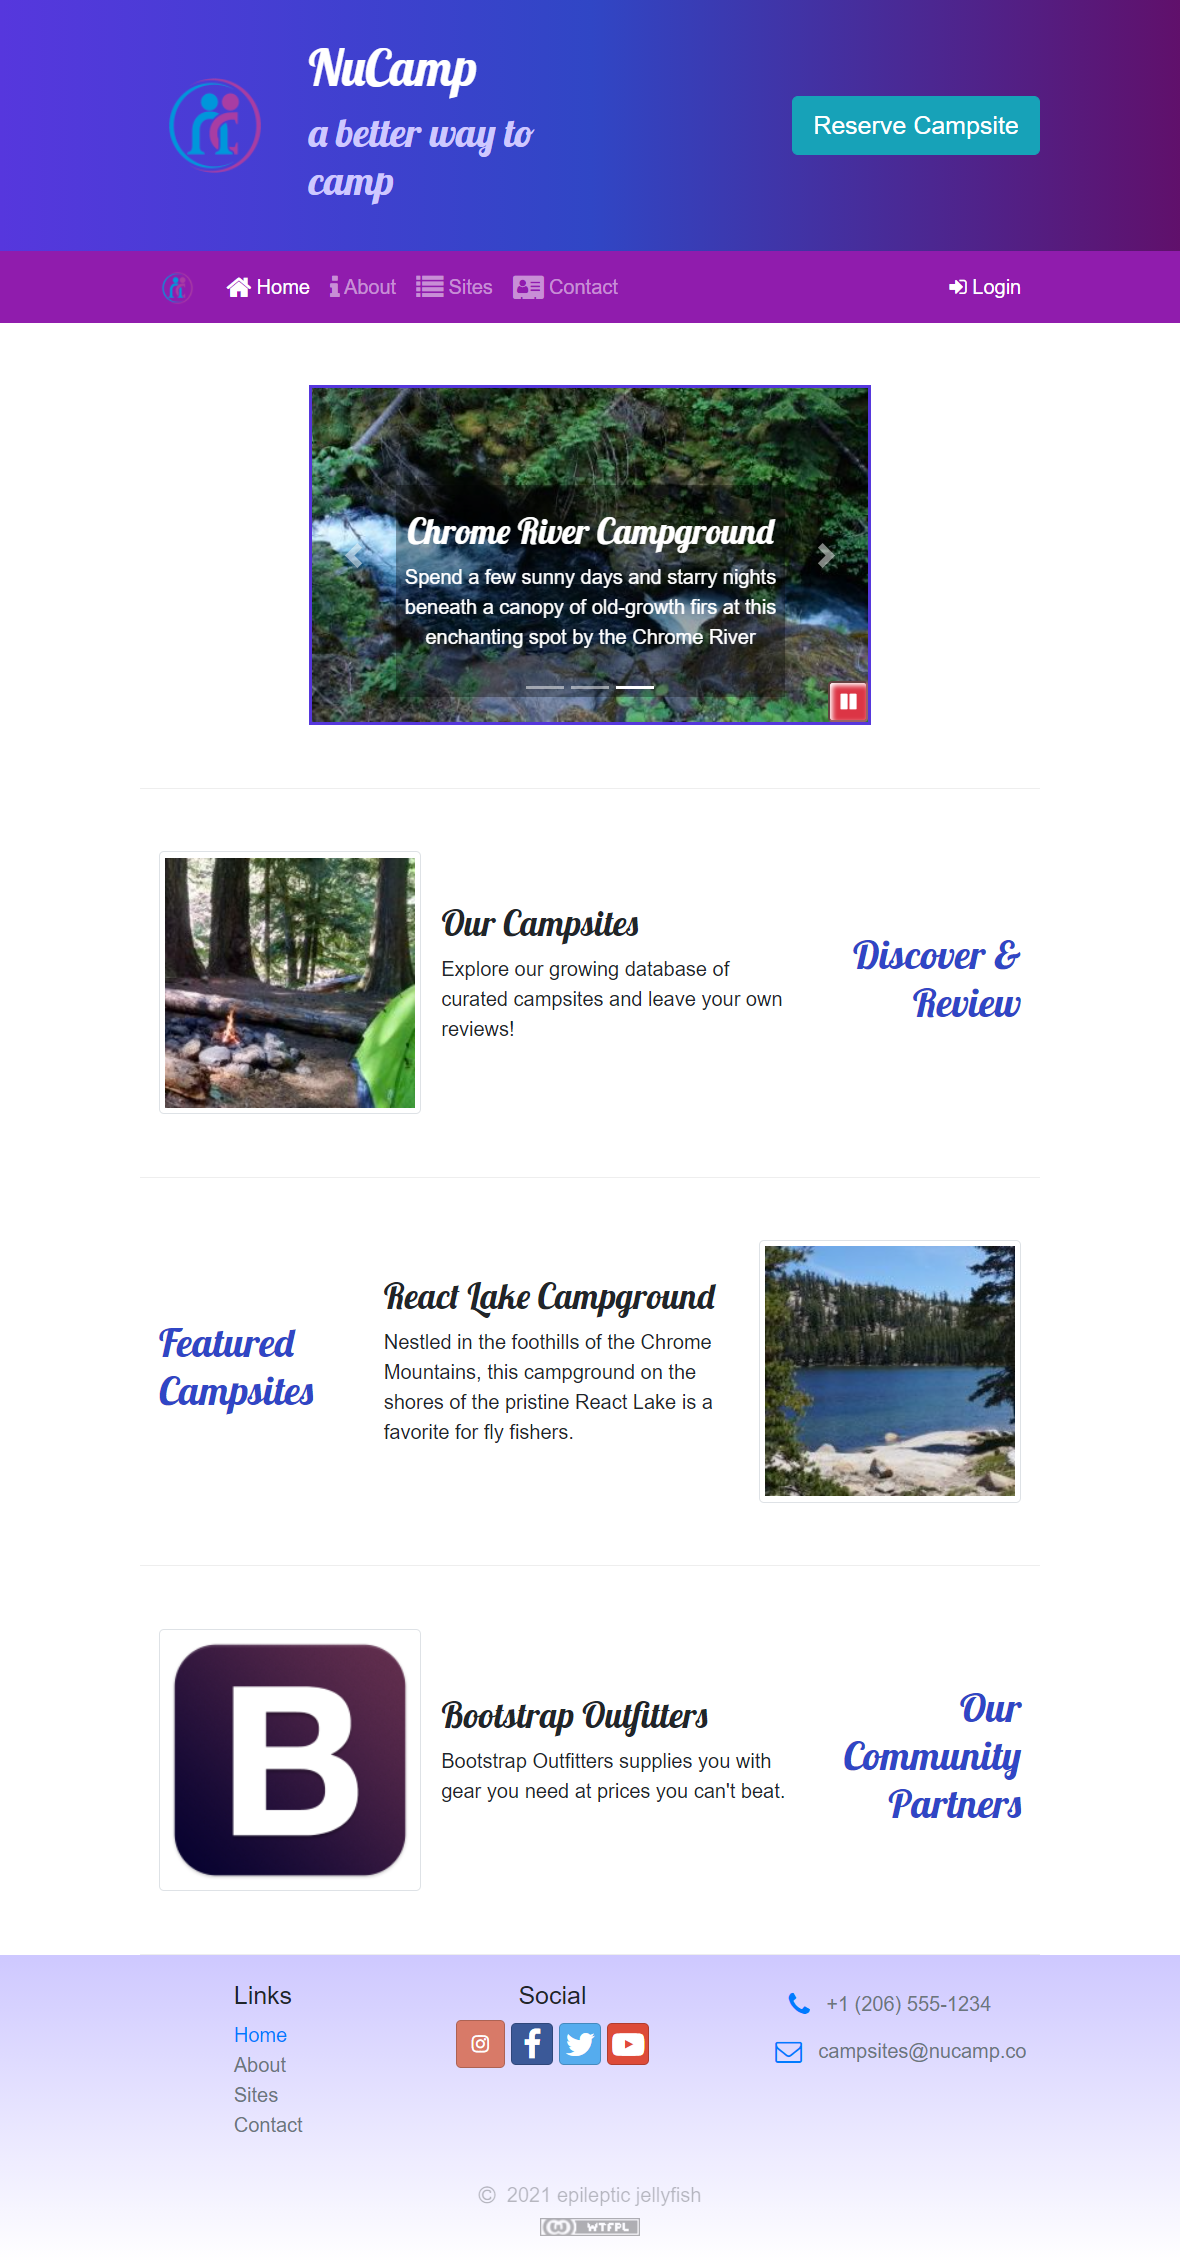 NuCamp
a better way to
camp
Reserve Campsite
Home
About
Sites
Contact
Login
Chrome River Campground
Spend a few sunny days and starry nights
beneath a canopy of old-growth firs at this
enchanting spot by the Chrome River
Our Campsites
Explore our growing database of
curated campsites and leave your own
reviews!
Discover &
Review
Featured
Campsites
React Lake Campground
Nestled in the foothills of the Chrome
Mountains, this campground on the
shores of the pristine React Lake is a
favorite for fly fishers.
B
Bootstrap Outfitters
Bootstrap Outfitters supplies you with
gear you need at prices you can't beat.
Our
Community
Partners
Links
Home
About
Sites
Contact
Social
+1 (206) 555-1234
campsites@nucamp.co
© 2021 epileptic jellyfish
WTFPL